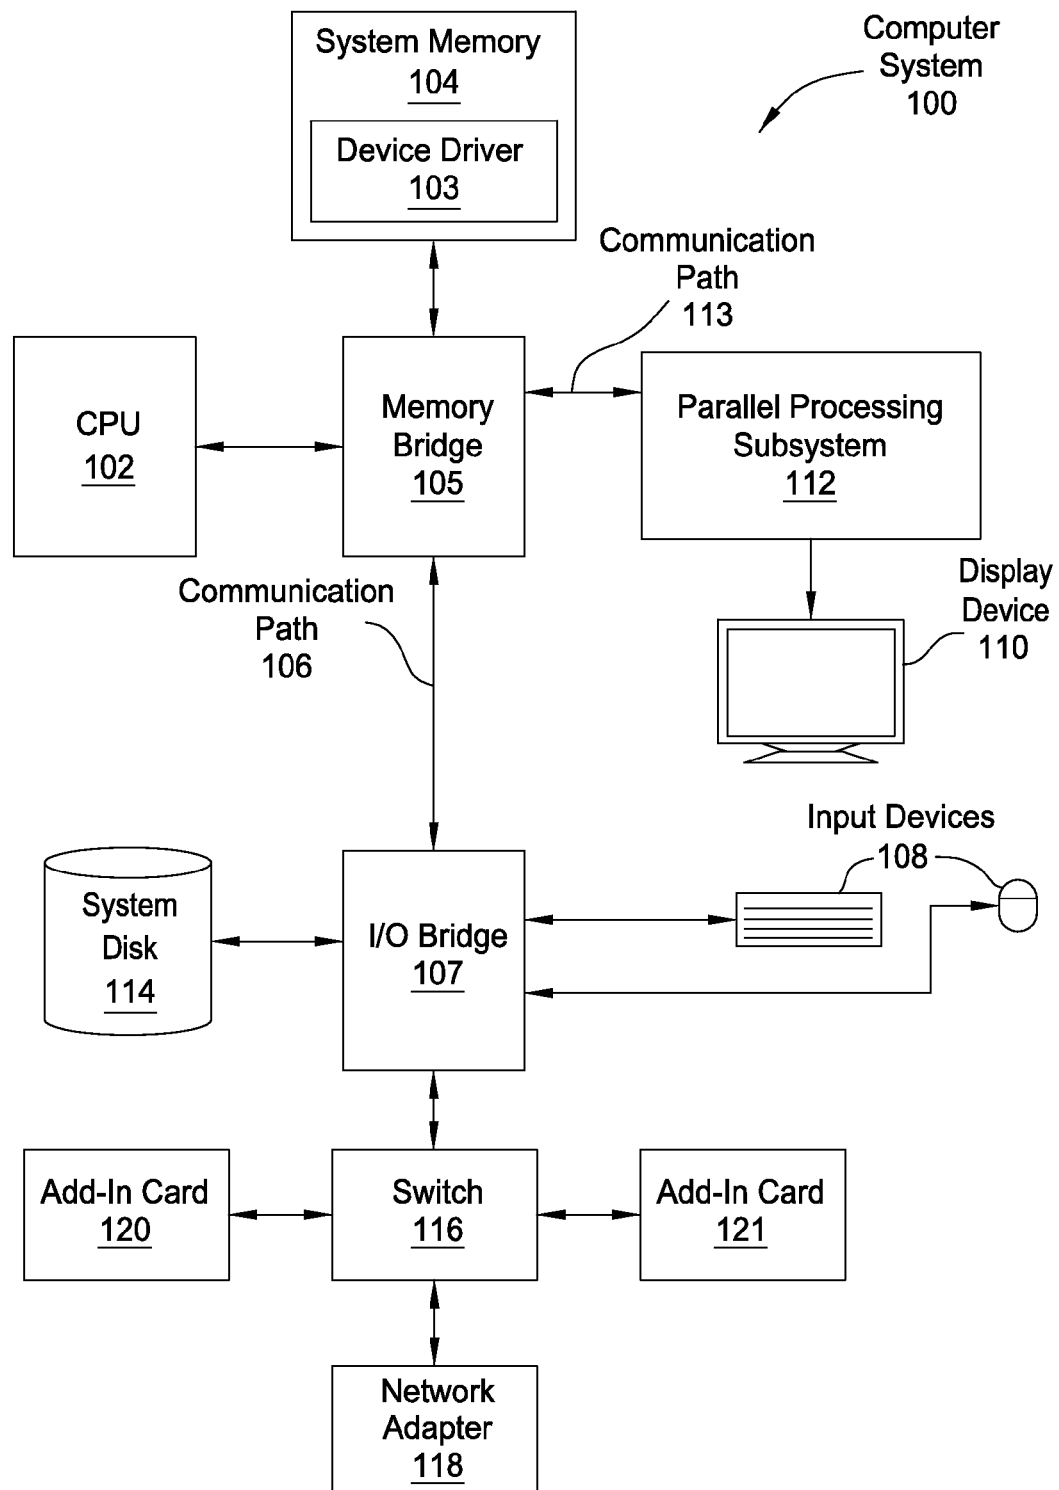 System Memory
104
Device Driver
103
Computer
System
100
Communication
Path
113
CPU
102
Memory
Bridge
105
Parallel Processing
Subsystem
112
Communication
Path
106
Display
Device
110
Input Devices
108
System
Disk
114
I/O Bridge
107
Add-In Card
120
Switch
116
Add-In Card
121
Network
Adapter
118